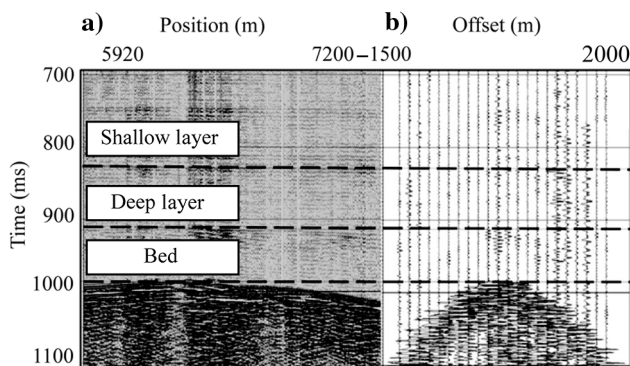 a) Position (m) b) Offset (m)
5920 7200 −1500 2000
700
Shallow layer
800
Deep layer
900
Bed
1000
1100
Time (ms)